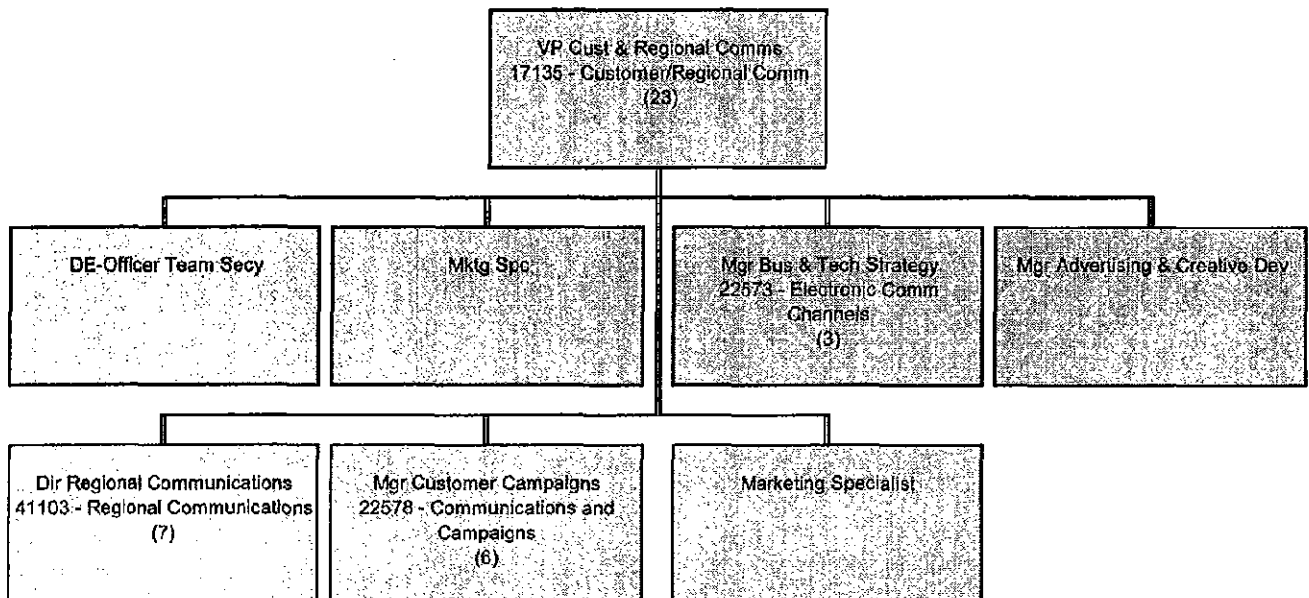 VP Cust & Regional Comms
17135 - Customer/Regional Comm
(23)
DE-Officer Team Secy
Mktg Spc
Mgr Bus & Tech Strategy
22573 - Electronic Comm
Channels
(3)
Mgr Advertising & Creative Dev
Dir Regional Communications
41103 - Regional Communications
(7)
Mgr Customer Campaigns
22578 - Communications and
Campaigns
(6)
Marketing Specialist